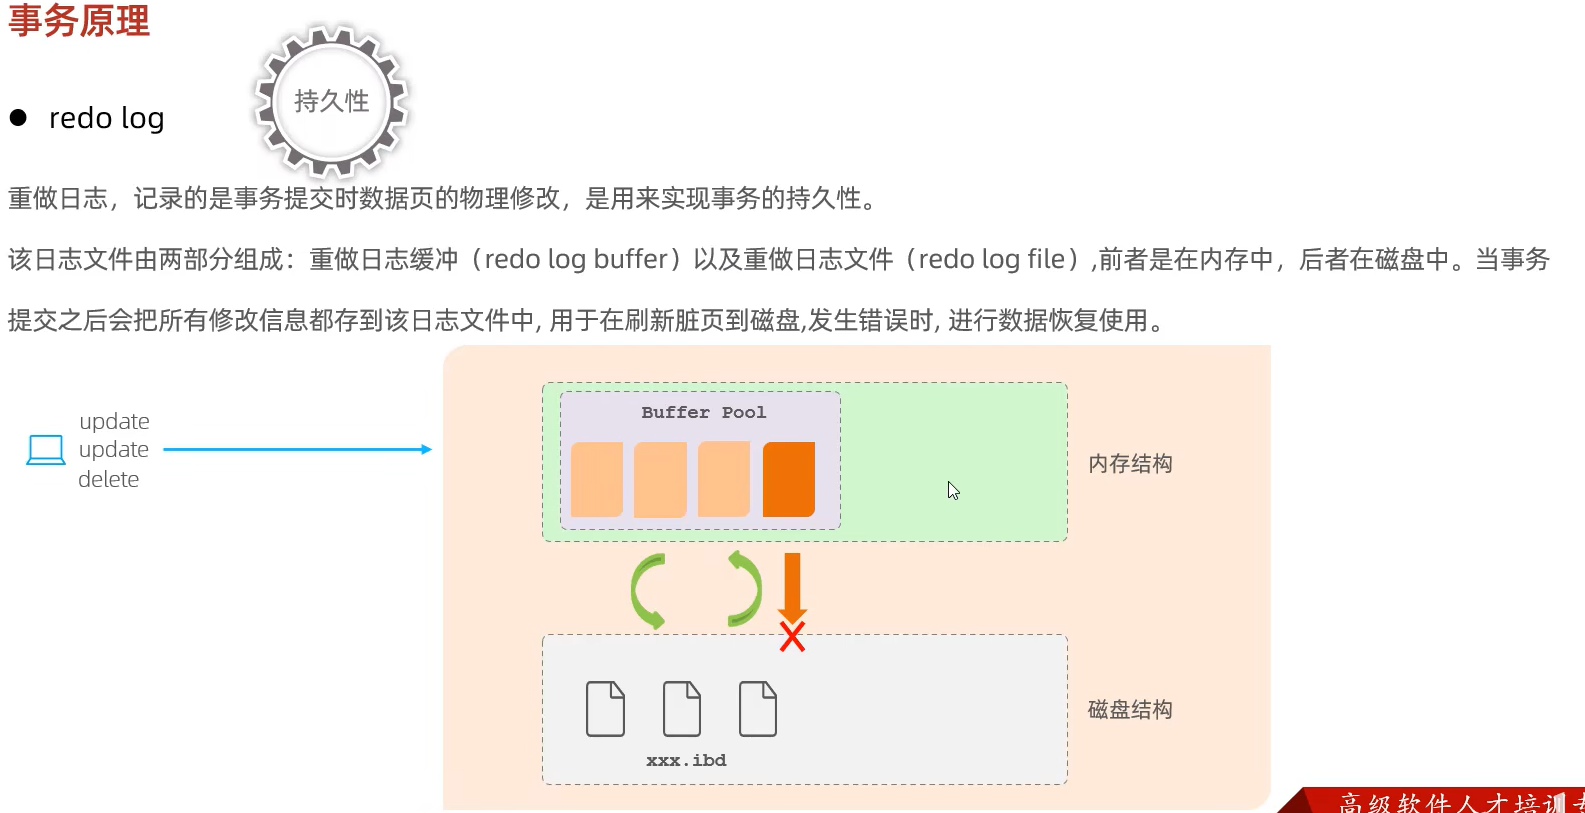 事务原理
持久性
redo log
重做日志，记录的是事务提交时数据页的物理修改，是用来实现事务的持久性。
该日志文件由两部分组成：重做日志缓冲（redo log buffer）以及重做日志文件（redo log file）,前者是在内存中，后者在磁盘中。当事务
提交之后会把所有修改信息都存到该日志文件中, 用于在刷新脏页到磁盘,发生错误时, 进行数据恢复使用。
update
update
delete
Buffer Pool
内存结构
磁盘结构
xxx.ibd
高级软件人才培训